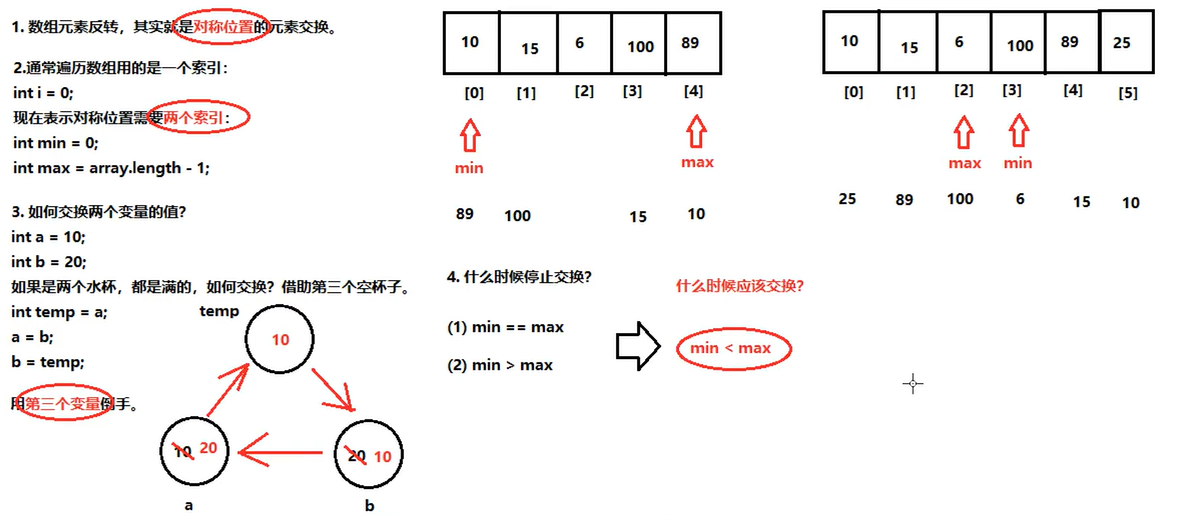 1. 数组元素反转，其实就是对称位置的元素交换。
2.通常遍历数组用的是一个索引：
int i = 0;
现在表示对称位置需要两个索引：
int min = 0;
int max = array.length - 1;
3. 如何交换两个变量的值？
int a = 10;
int b = 20;
如果是两个水杯，都是满的，如何交换？借助第三个空杯子。
int temp = a;
a = b;
b = temp;
用第三个变量倒手。
temp
10
10 20
20 10
a b
10 15 6 100 89
[0] [1] [2] [3] [4]
min max
89 100 15 10
4. 什么时候停止交换？
(1) min == max
(2) min > max
什么时候应该交换？
min < max
10 15 6 100 89 25
[0] [1] [2] [3] [4] [5]
max min
25 89 100 6 15 10